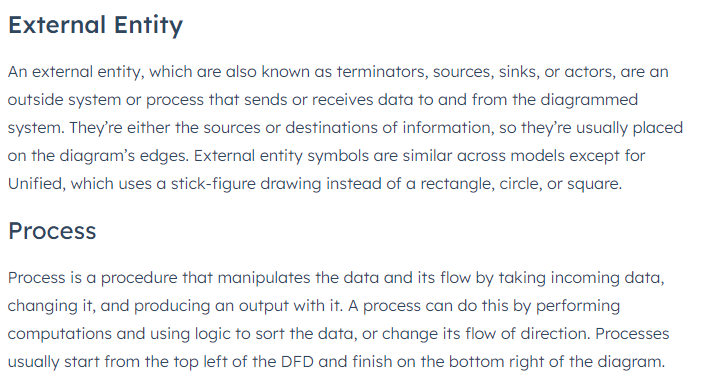 External Entity
An external entity, which are also known as terminators, sources, sinks, or actors, are an
outside system or process that sends or receives data to and from the diagrammed
system. They’re either the sources or destinations of information, so they’re usually placed
on the diagram’s edges. External entity symbols are similar across models except for
Unified, which uses a stick-figure drawing instead of a rectangle, circle, or square.
Process
Process is a procedure that manipulates the data and its flow by taking incoming data,
changing it, and producing an output with it. A process can do this by performing
computations and using logic to sort the data, or change its flow of direction. Processes
usually start from the top left of the DFD and finish on the bottom right of the diagram.